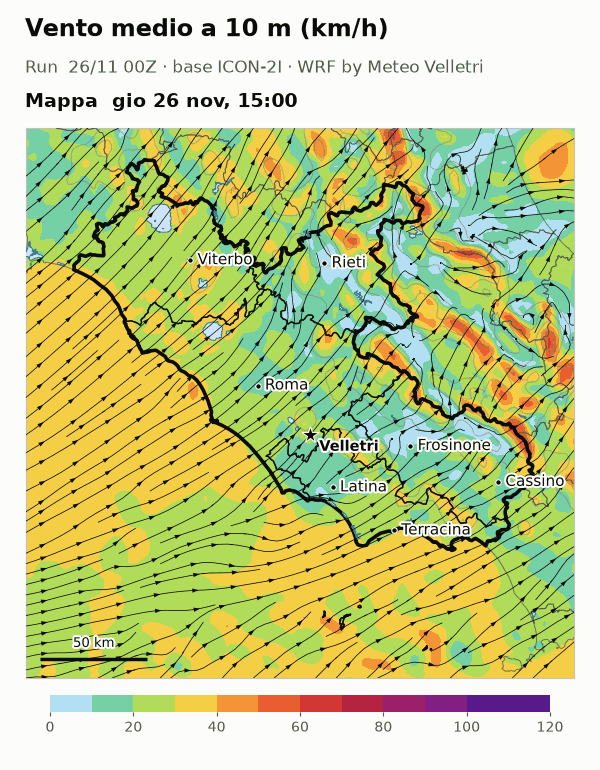 Vento medio a 10 m (km/h)
Run 26/11 00Z · base ICON-2I · WRF by Meteo Velletri
Mappa gio 26 nov, 15:00
Viterbo
Rieti
Roma
Velletri
Frosinone
Latina
Cassino
Terracina
50 km
0 20 40 60 80 100 120